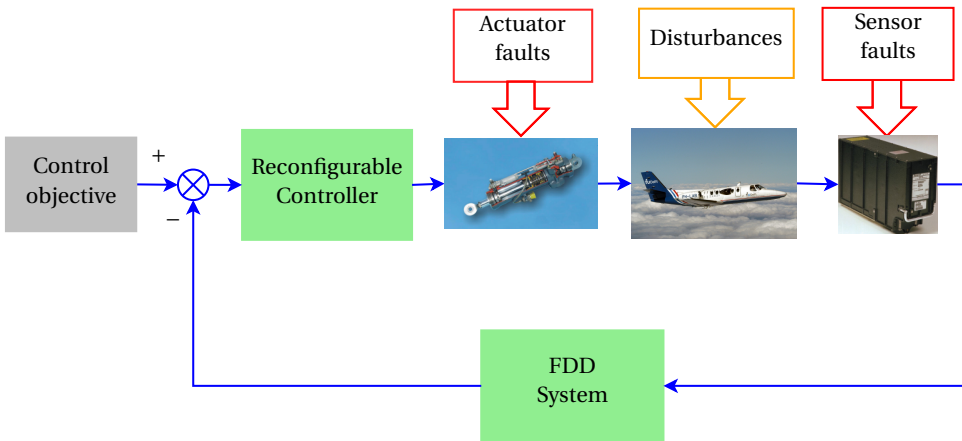 Actuator
faults
Disturbances
Sensor
faults
Control
objective
+
−
Reconfigurable
Controller
FDD
System